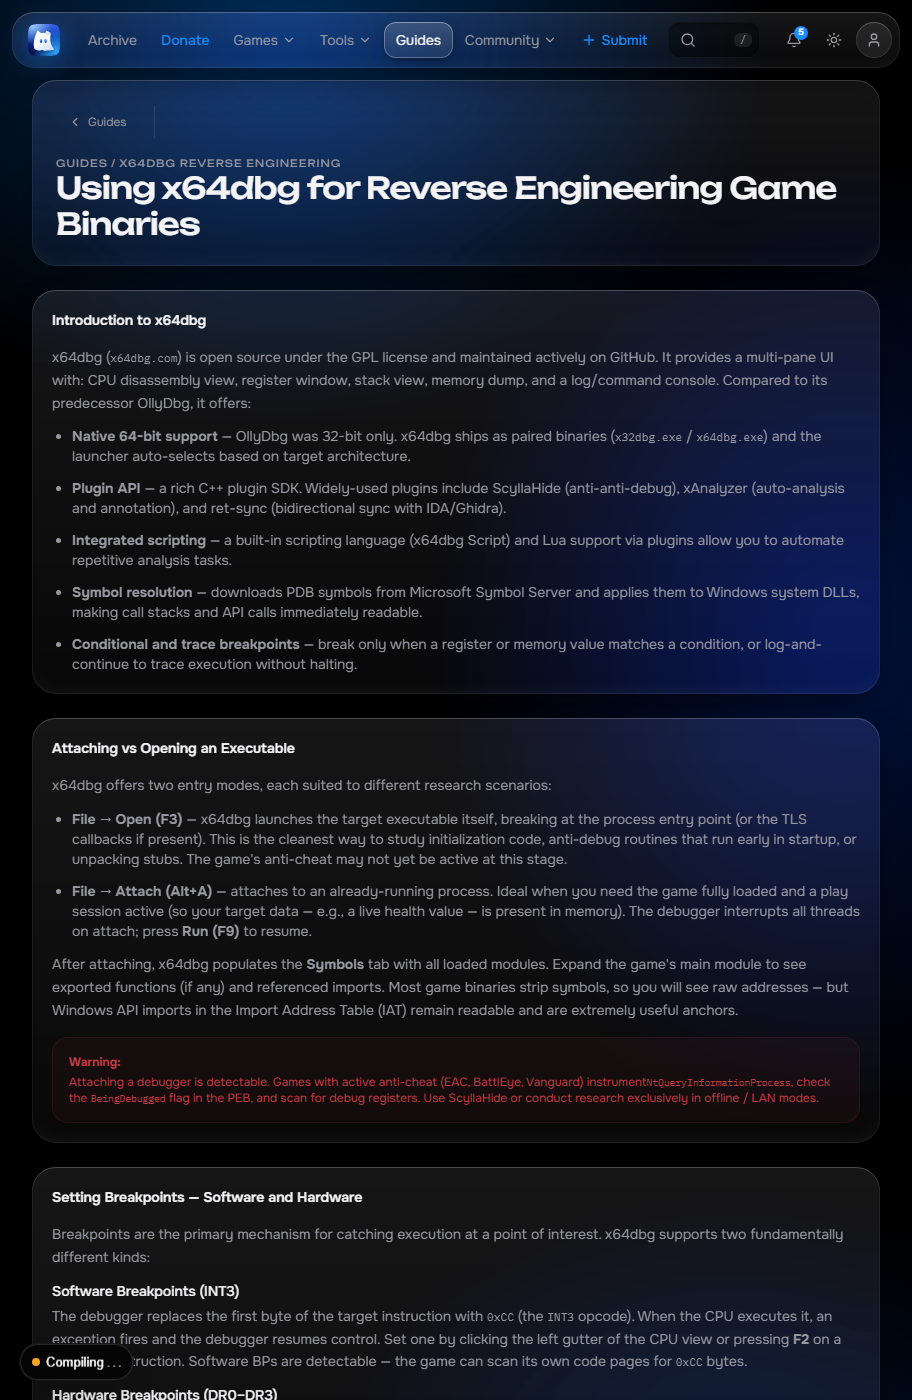 Archive Donate Games Tools Guides Community + Submit / 5
Guides
GUIDES / X64DBG REVERSE ENGINEERING
Using x64dbg for Reverse Engineering Game
Binaries
Introduction to x64dbg
x64dbg (x64dbg.com) is open source under the GPL license and maintained actively on GitHub. It provides a multi-pane UI
with: CPU disassembly view, register window, stack view, memory dump, and a log/command console. Compared to its
predecessor OllyDbg, it offers:
• Native 64-bit support — OllyDbg was 32-bit only. x64dbg ships as paired binaries (x32dbg.exe / x64dbg.exe) and the
launcher auto-selects based on target architecture.
• Plugin API — a rich C++ plugin SDK. Widely-used plugins include ScyllaHide (anti-anti-debug), xAnalyzer (auto-analysis
and annotation), and ret-sync (bidirectional sync with IDA/Ghidra).
• Integrated scripting — a built-in scripting language (x64dbg Script) and Lua support via plugins allow you to automate
repetitive analysis tasks.
• Symbol resolution — downloads PDB symbols from Microsoft Symbol Server and applies them to Windows system DLLs,
making call stacks and API calls immediately readable.
• Conditional and trace breakpoints — break only when a register or memory value matches a condition, or log-and-
continue to trace execution without halting.
Attaching vs Opening an Executable
x64dbg offers two entry modes, each suited to different research scenarios:
• File → Open (F3) — x64dbg launches the target executable itself, breaking at the process entry point (or the TLS
callbacks if present). This is the cleanest way to study initialization code, anti-debug routines that run early in startup, or
unpacking stubs. The game's anti-cheat may not yet be active at this stage.
• File → Attach (Alt+A) — attaches to an already-running process. Ideal when you need the game fully loaded and a play
session active (so your target data — e.g., a live health value — is present in memory). The debugger interrupts all threads
on attach; press Run (F9) to resume.
After attaching, x64dbg populates the Symbols tab with all loaded modules. Expand the game's main module to see
exported functions (if any) and referenced imports. Most game binaries strip symbols, so you will see raw addresses — but
Windows API imports in the Import Address Table (IAT) remain readable and are extremely useful anchors.
Warning:
Attaching a debugger is detectable. Games with active anti-cheat (EAC, BattlEye, Vanguard) instrumentNtQueryInformationProcess, check
the BeingDebugged flag in the PEB, and scan for debug registers. Use ScyllaHide or conduct research exclusively in offline / LAN modes.
Setting Breakpoints — Software and Hardware
Breakpoints are the primary mechanism for catching execution at a point of interest. x64dbg supports two fundamentally
different kinds:
Software Breakpoints (INT3)
The debugger replaces the first byte of the target instruction with 0xCC (the INT3 opcode). When the CPU executes it, an
exception fires and the debugger resumes control. Set one by clicking the left gutter of the CPU view or pressing F2 on a
Compiling ... truction. Software BPs are detectable — the game can scan its own code pages for 0xCC bytes.
Hardware Breakpoints (DR0–DR3)